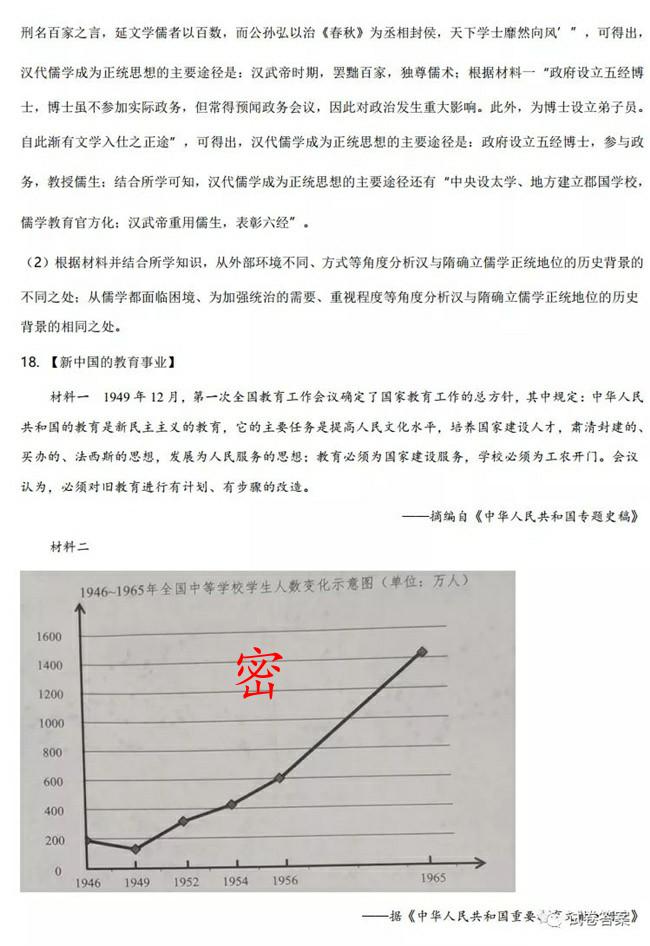 刑名百家之言，延文学儒者以百数，而公孙弘以治《春秋》为丞相封侯，天下学士靡然向风’”，可得出，
汉代儒学成为正统思想的主要途径是：汉武帝时期，罢黜百家，独尊儒术；根据材料一“政府设立五经博
士，博士虽不参加实际政务，但常得预闻政务会议，因此对政治发生重大影响。此外，为博士设立弟子员。
自此渐有文学入仕之正途”，可得出，汉代儒学成为正统思想的主要途径是：政府设立五经博士，参与政
务，教授儒生；结合所学可知，汉代儒学成为正统思想的主要途径还有“中央设太学、地方建立郡国学校，
儒学教育官方化；汉武帝重用儒生，表彰六经”。
（2）根据材料并结合所学知识，从外部环境不同、方式等角度分析汉与隋确立儒学正统地位的历史背景的
不同之处；从儒学都面临困境、为加强统治的需要、重视程度等角度分析汉与隋确立儒学正统地位的历史
背景的相同之处。
18. 【新中国的教育事业】
材料一 1949 年 12 月，第一次全国教育工作会议确定了国家教育工作的总方针，其中规定：中华人民
共和国的教育是新民主主义的教育，它的主要任务是提高人民文化水平，培养国家建设人才，肃清封建的、
买办的、法西斯的思想，发展为人民服务的思想；教育必须为国家建设服务，学校必须为工农开门。会议
认为，必须对旧教育进行有计划、有步骤的改造。
——摘编自《中华人民共和国专题史稿》
材料二
1946~1965年全国中等学校学生人数变化示意图（单位：万人）
1600
1400
密
1200
1000
800
600
400
200
0
1946 1949 1952 1954 1956 1965
——据《中华人民共和国重要
试卷答案